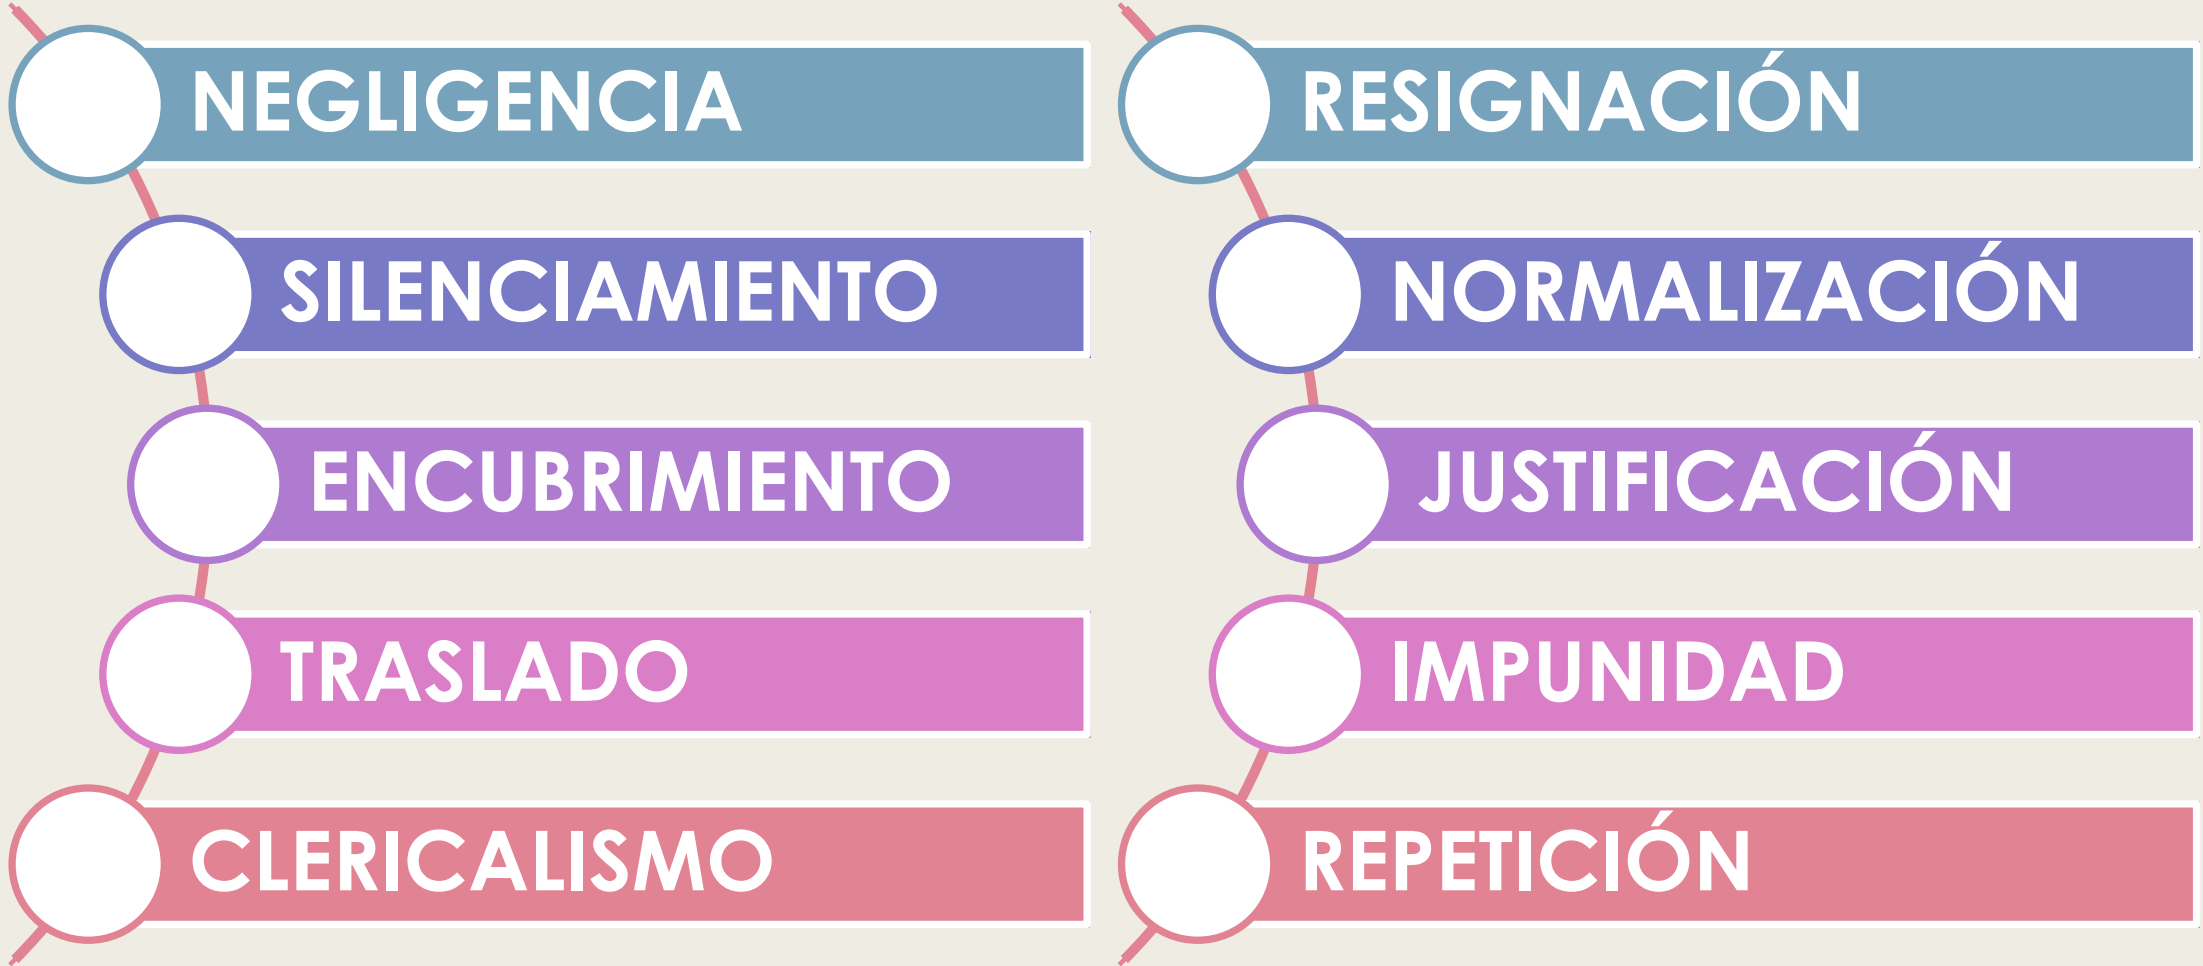 NEGLIGENCIA
SILENCIAMIENTO
ENCUBRIMIENTO
TRASLADO
CLERICALISMO
RESIGNACIÓN
NORMALIZACIÓN
JUSTIFICACIÓN
IMPUNIDAD
REPETICIÓN